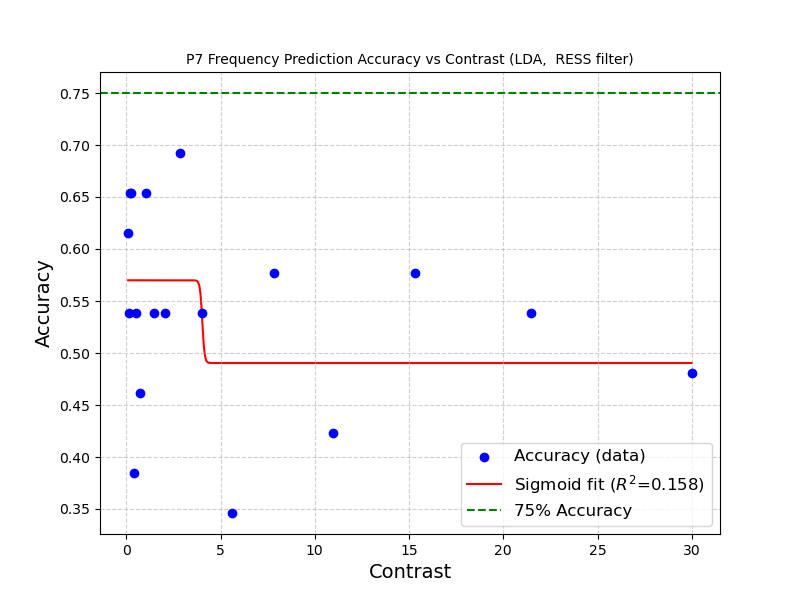 P7 Frequency Prediction Accuracy vs Contrast (LDA,  RESS filter)
Accuracy
0.75
0.70
0.65
0.60
0.55
0.50
0.45
0.40
0.35
Accuracy (data)
Sigmoid fit (R²=0.158)
75% Accuracy
0 5 10 15 20 25 30
Contrast